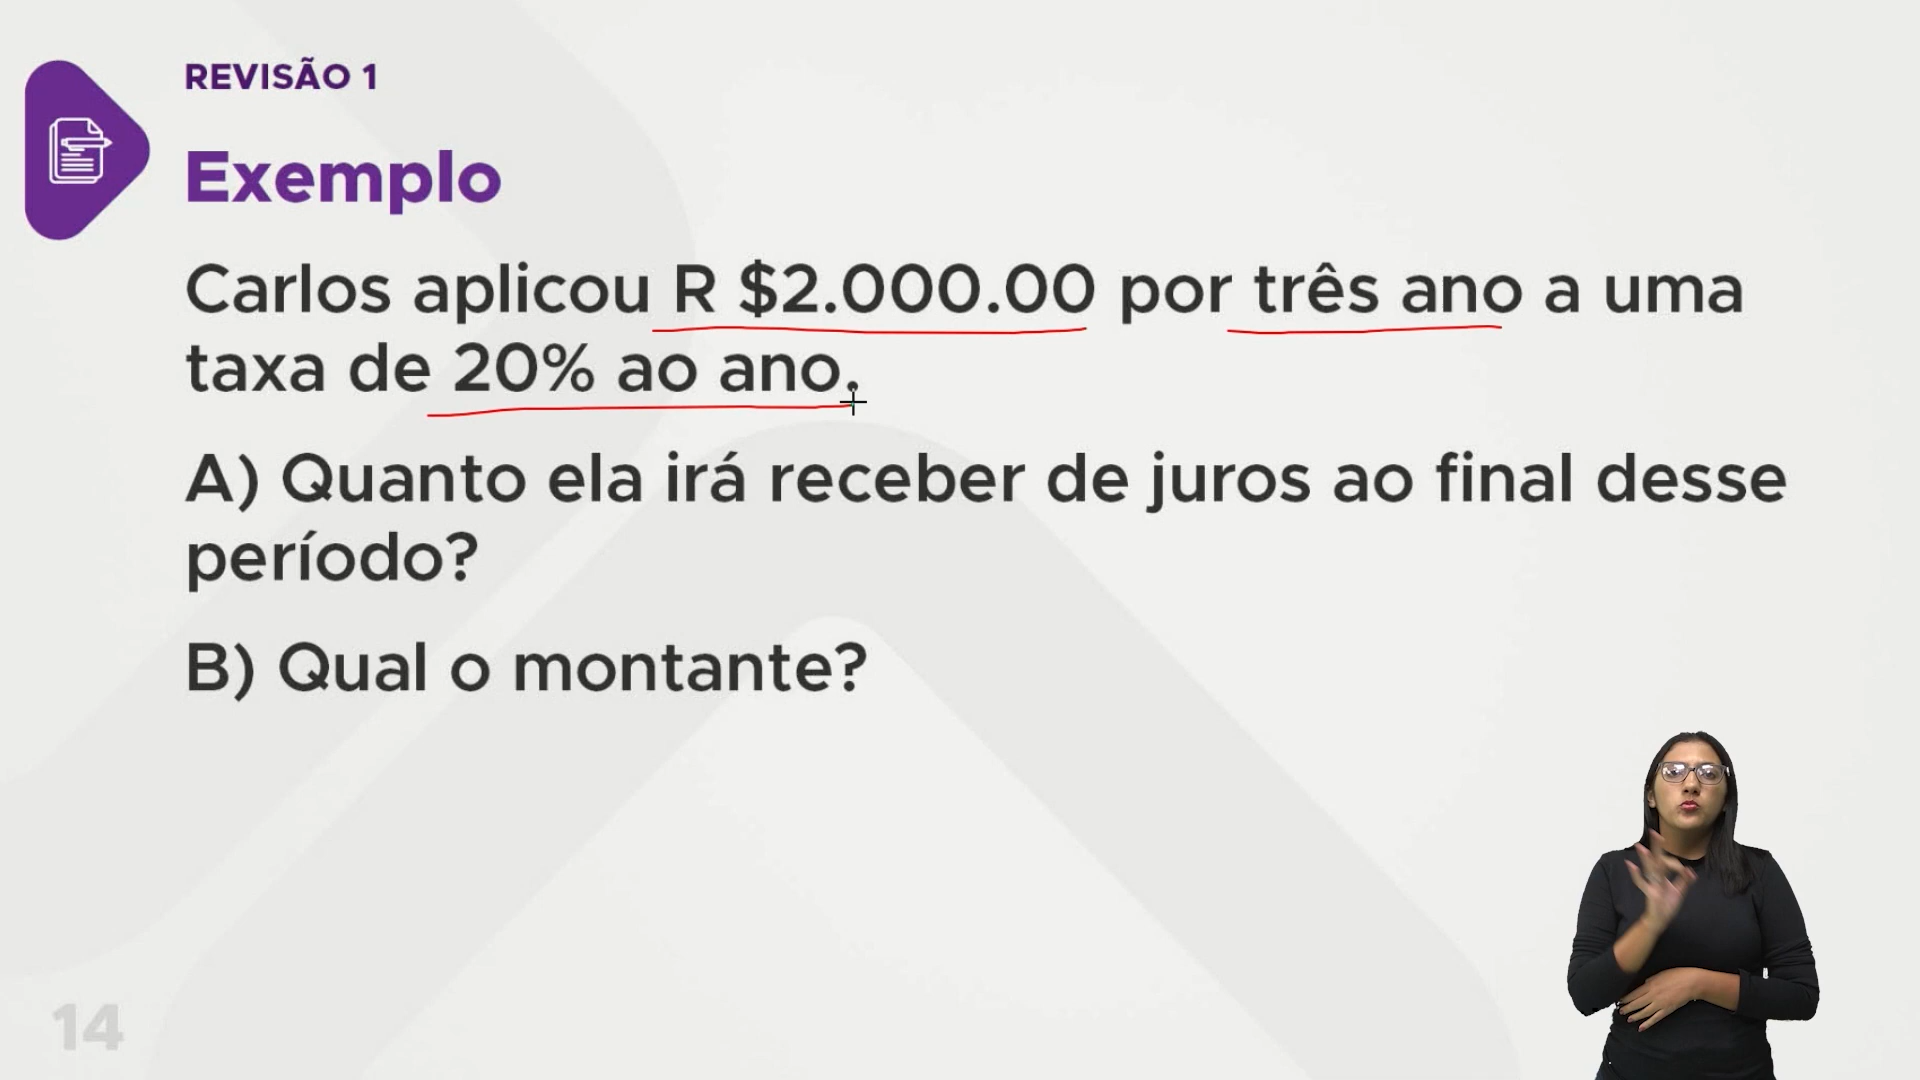 REVISÃO 1
Exemplo
Carlos aplicou R $2.000.00 por três ano a uma
taxa de 20% ao ano.
A) Quanto ela irá receber de juros ao final desse
período?
B) Qual o montante?
14